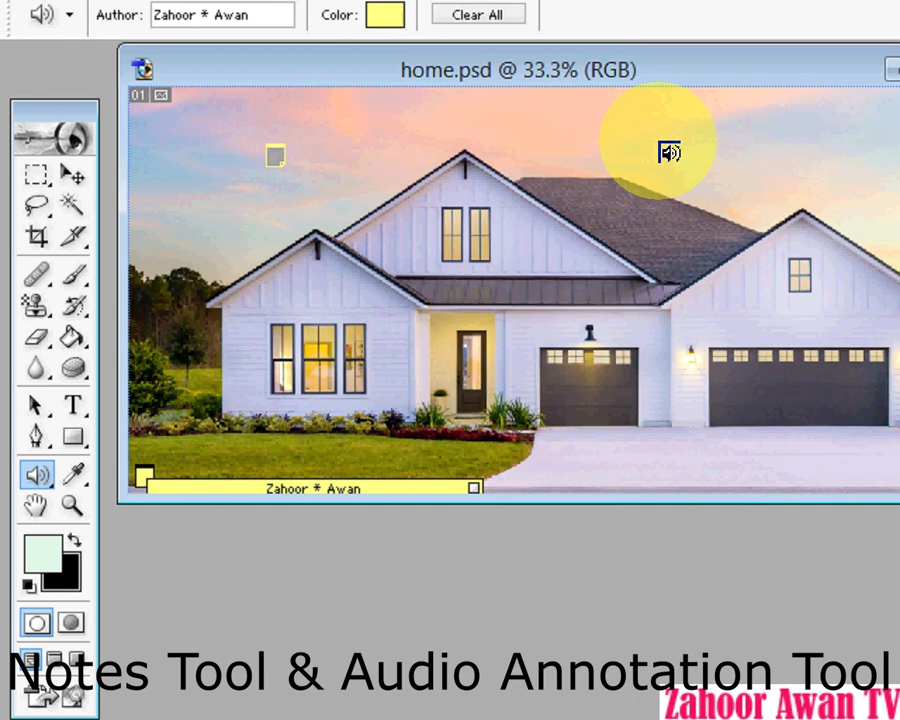 Author: Zahoor * Awan Color: Clear All
home.psd @ 33.3% (RGB)
01
T
Zahoor * Awan
Notes Tool & Audio Annotation Tool
Zahoor Awan TV